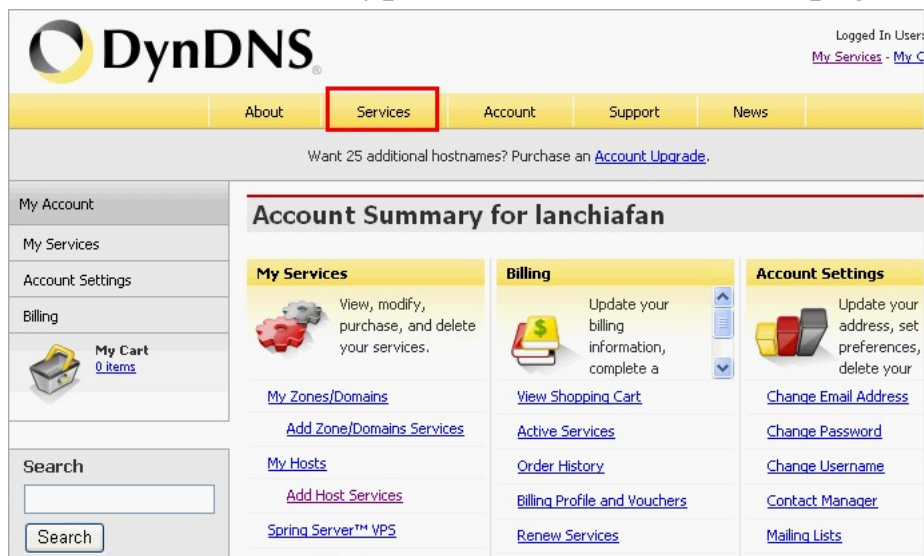 DynDNS®
Logged In User:
My Services - My C
About Services Account Support News
Want 25 additional hostnames? Purchase an Account Upgrade.
My Account
My Services
Account Settings
Billing
My Cart
0 items
Search
Search
Account Summary for lanchiafan
My Services
View, modify,
purchase, and delete
your services.
My Zones/Domains
Add Zone/Domains Services
My Hosts
Add Host Services
Spring Server™ VPS
Billing
Update your
billing
information,
complete a
View Shopping Cart
Active Services
Order History
Billing Profile and Vouchers
Renew Services
Account Settings
Update your
address, set
preferences,
delete your
Change Email Address
Change Password
Change Username
Contact Manager
Mailing Lists